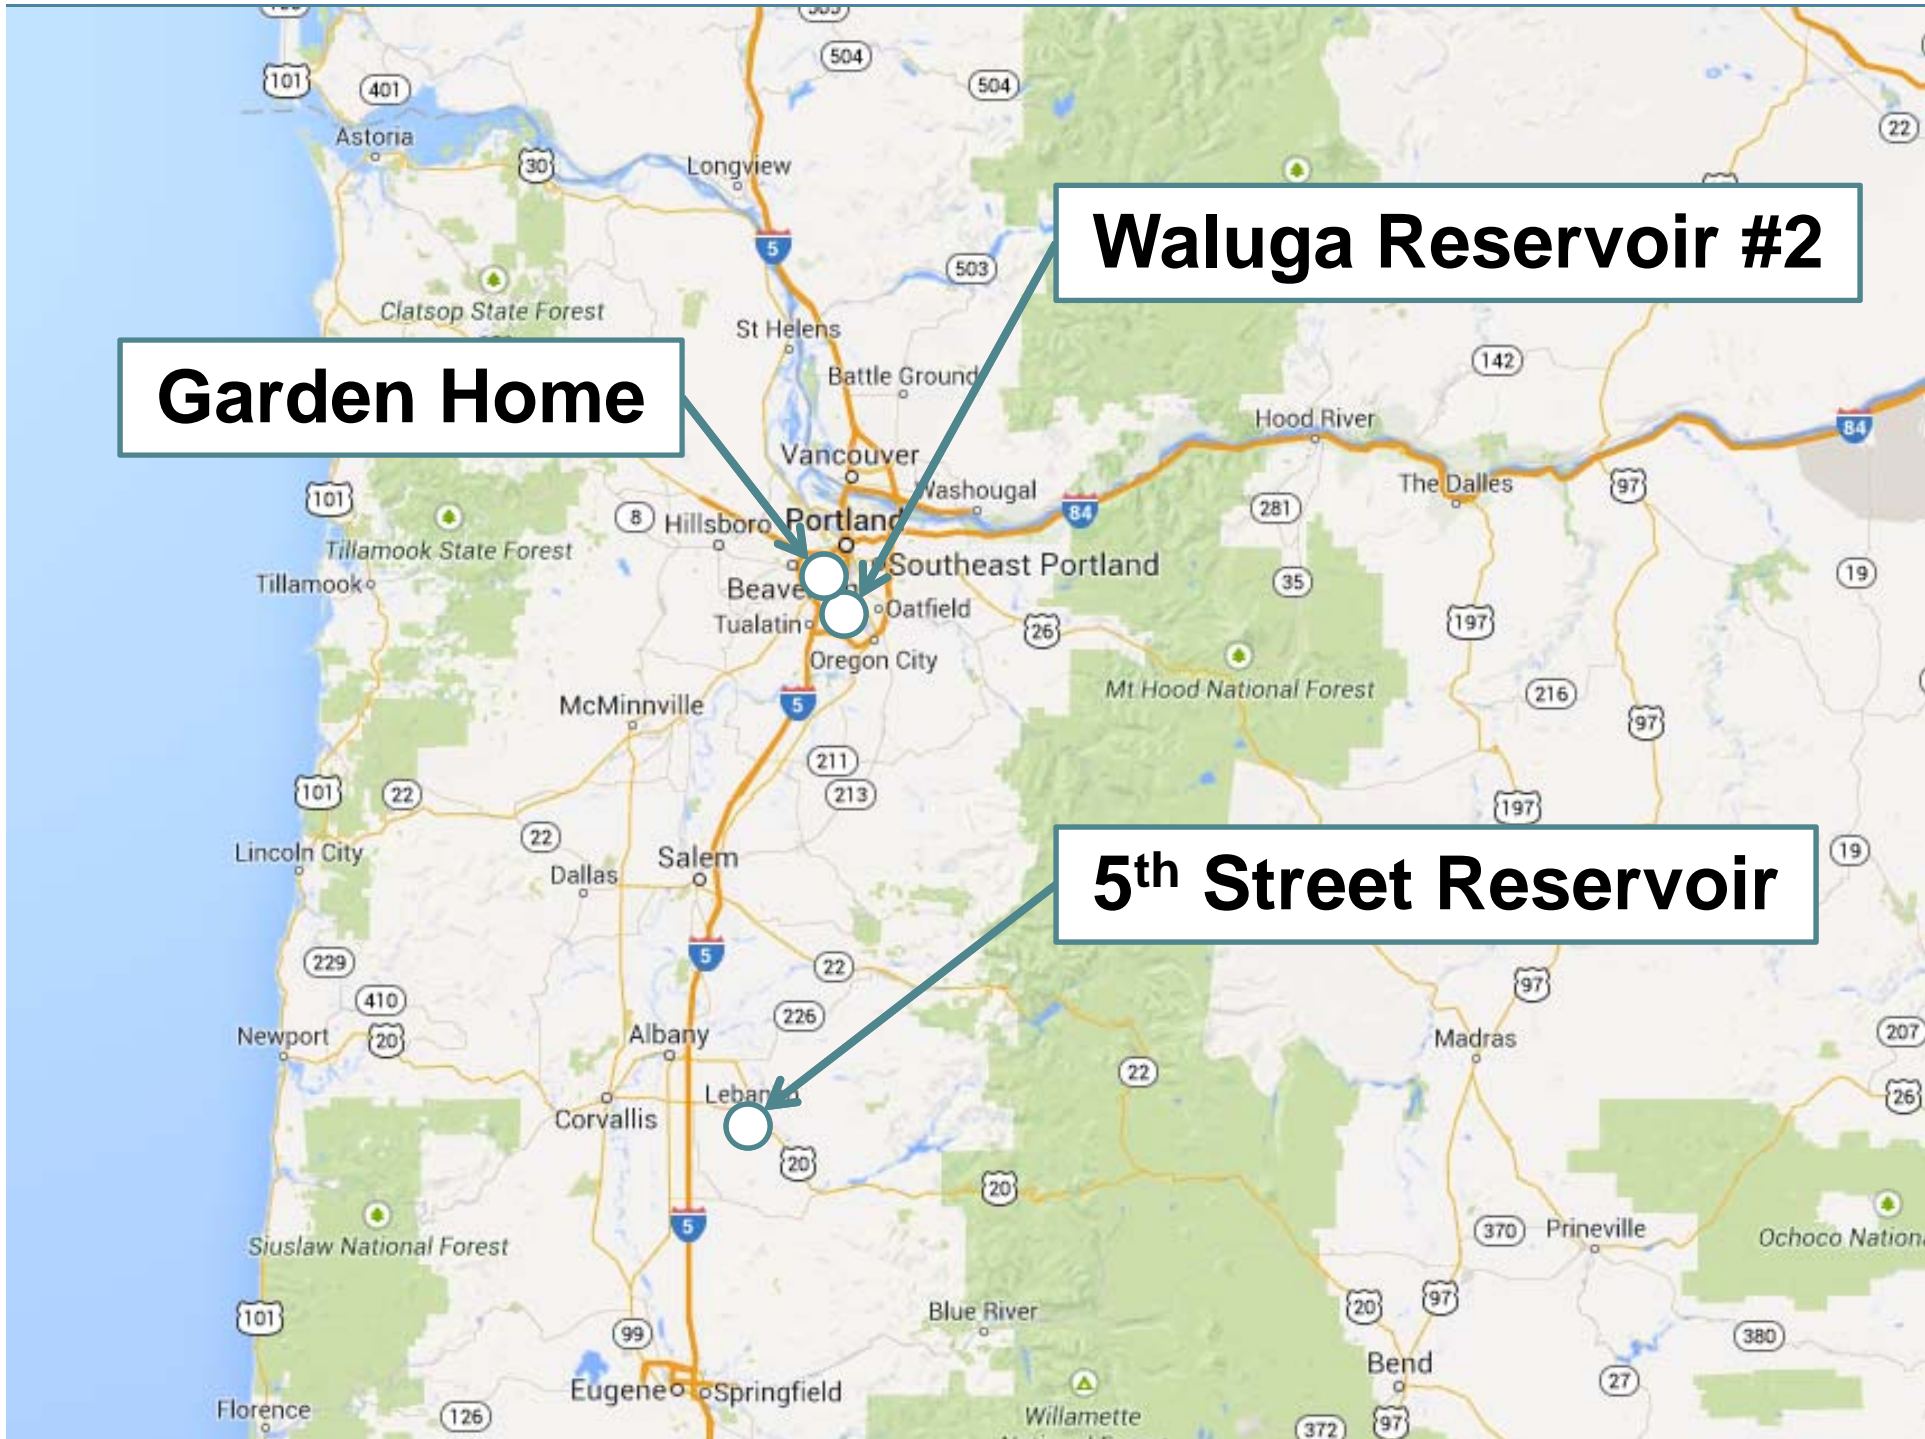 504
504
101
401
22
Astoria
30
Longview
5
Waluga Reservoir #2
503
Clatsop State Forest
St Helens
142
Garden Home
Battle Ground
Hood River
84
Vancouver
Washougal
The Dalles
97
101
8
Hillsboro
Portland
84
281
Tillamook State Forest
Southeast Portland
19
Tillamook
35
Oatfield
Tualatin
26
197
Oregon City
Mt Hood National Forest
216
McMinnville
5
97
211
101
22
213
197
22
Lincoln City
Salem
19
Dallas
5th Street Reservoir
229
5
22
97
410
226
Newport
20
Albany
Madras
207
22
26
Corvallis
20
20
5
370
Prineville
Siuslaw National Forest
101
Blue River
20
97
99
380
Bend
Eugene
Springfield
27
Florence
126
Willamette
372
97